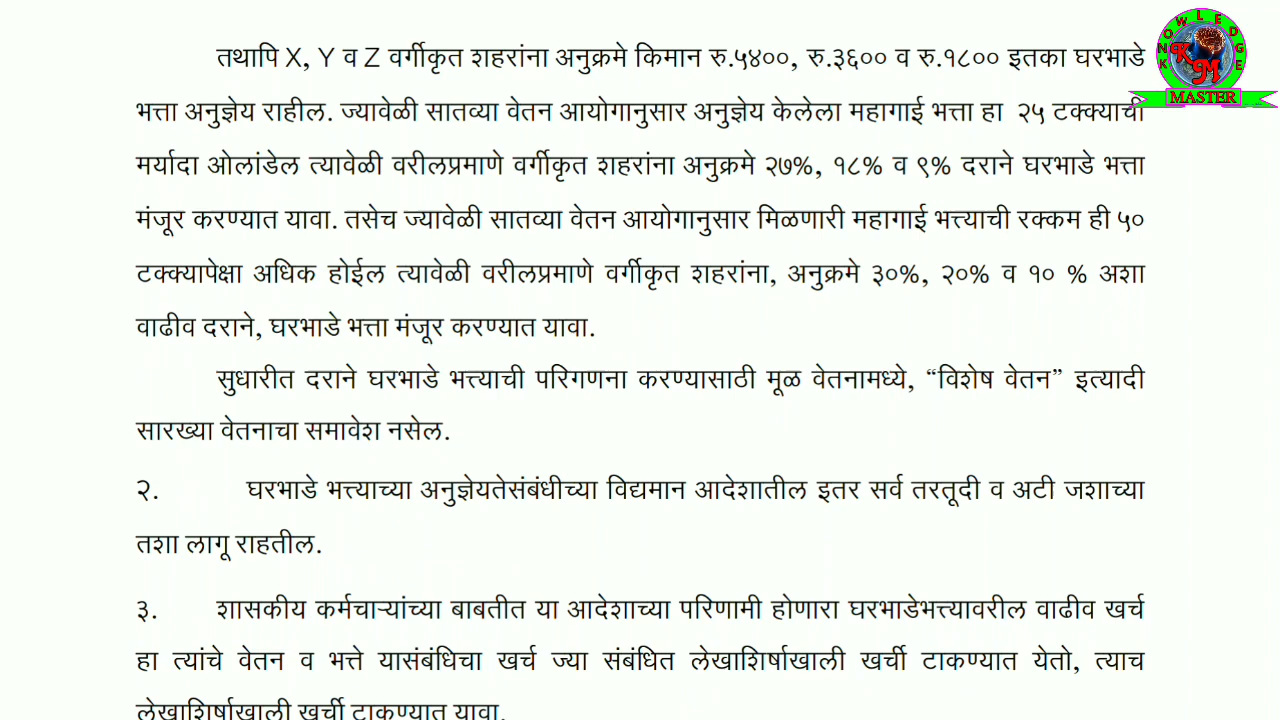 तथापि X, Y व Z वर्गीकृत शहरांना अनुक्रमे किमान रु.५४००, रु.३६०० व रु.१८०० इतका घरभाडे
भत्ता अनुज्ञेय राहील. ज्यावेळी सातव्या वेतन आयोगानुसार अनुज्ञेय केलेला महागाई भत्ता हा २५ टक्क्याची
मर्यादा ओलांडेल त्यावेळी वरीलप्रमाणे वर्गीकृत शहरांना अनुक्रमे २७%, १८% व ९% दराने घरभाडे भत्ता
मंजूर करण्यात यावा. तसेच ज्यावेळी सातव्या वेतन आयोगानुसार मिळणारी महागाई भत्त्याची रक्कम ही ५०
टक्क्यापेक्षा अधिक होईल त्यावेळी वरीलप्रमाणे वर्गीकृत शहरांना, अनुक्रमे ३०%, २०% व १० % अशा
वाढीव दराने, घरभाडे भत्ता मंजूर करण्यात यावा.
सुधारीत दराने घरभाडे भत्त्याची परिगणना करण्यासाठी मूळ वेतनामध्ये, “विशेष वेतन” इत्यादी
सारख्या वेतनाचा समावेश नसेल.
२. घरभाडे भत्त्याच्या अनुज्ञेयतेसंबंधीच्या विद्यमान आदेशातील इतर सर्व तरतूदी व अटी जशाच्या
तशा लागू राहतील.
३. शासकीय कर्मचाऱ्यांच्या बाबतीत या आदेशाच्या परिणामी होणारा घरभाडेभत्त्यावरील वाढीव खर्च
हा त्यांचे वेतन व भत्ते यासंबंधिचा खर्च ज्या संबंधित लेखाशिर्षाखाली खर्ची टाकण्यात येतो, त्याच
लेखाशिर्षाखाली खर्ची टाकण्यात यावा.
KNOWLEDGE
KM
MASTER